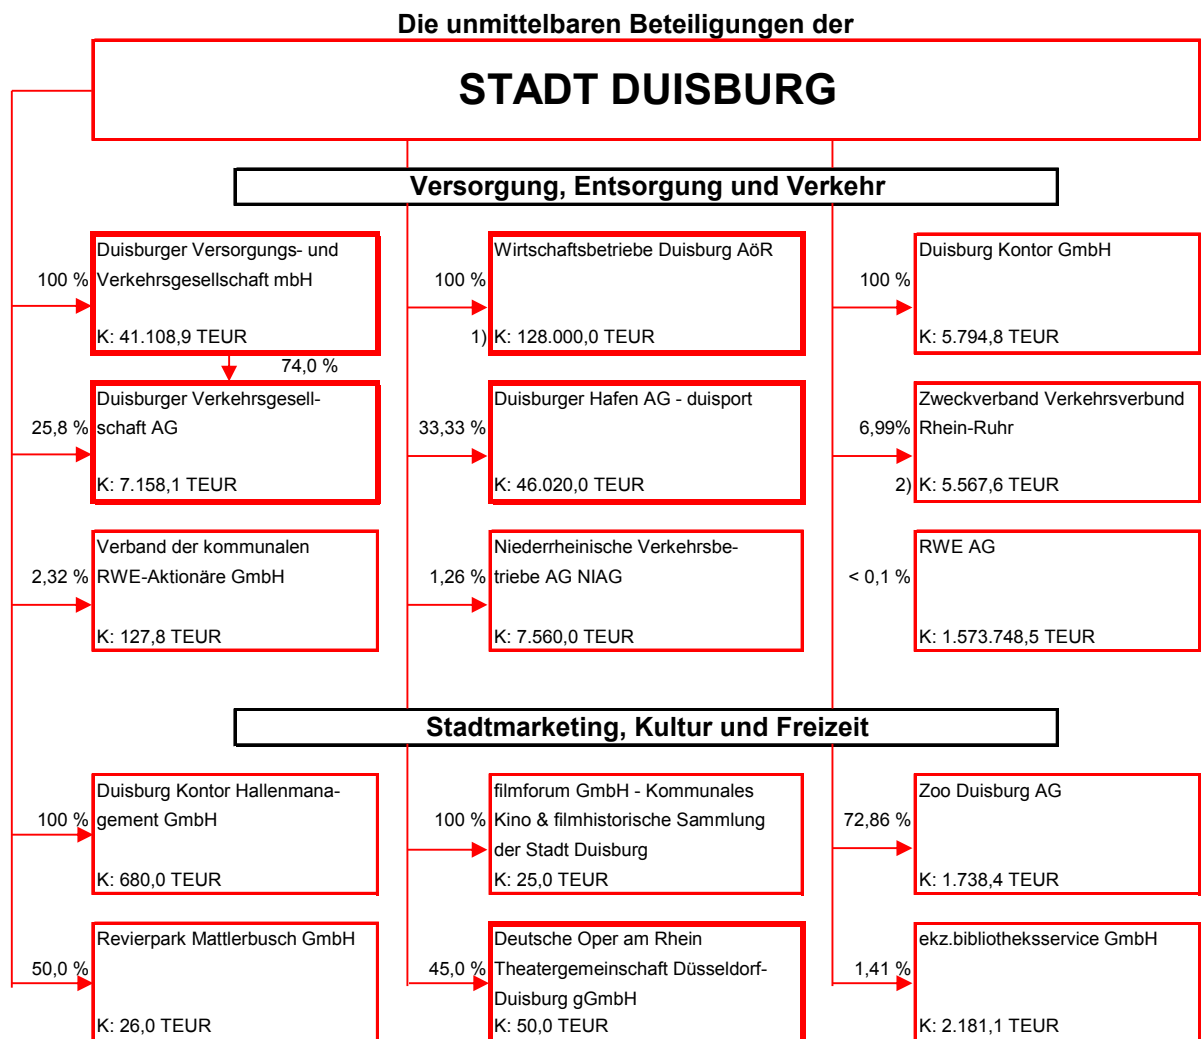 Die unmittelbaren Beteiligungen der
STADT DUISBURG
Versorgung, Entsorgung und Verkehr
100 %
Duisburger Versorgungs- und
Verkehrsgesellschaft mbH
K: 41.108,9 TEUR
100 %
1)
Wirtschaftsbetriebe Duisburg AöR
K: 128.000,0 TEUR
100 %
Duisburg Kontor GmbH
K: 5.794,8 TEUR
74,0 %
25,8 %
Duisburger Verkehrsgesell-
schaft AG
K: 7.158,1 TEUR
33,33 %
Duisburger Hafen AG - duisport
K: 46.020,0 TEUR
6,99%
2)
Zweckverband Verkehrsverbund
Rhein-Ruhr
K: 5.567,6 TEUR
2,32 %
Verband der kommunalen
RWE-Aktionäre GmbH
K: 127,8 TEUR
1,26 %
Niederrheinische Verkehrsbe-
triebe AG NIAG
K: 7.560,0 TEUR
< 0,1 %
RWE AG
K: 1.573.748,5 TEUR
Stadtmarketing, Kultur und Freizeit
100 %
Duisburg Kontor Hallenmana-
gement GmbH
K: 680,0 TEUR
100 %
filmforum GmbH - Kommunales
Kino & filmhistorische Sammlung
der Stadt Duisburg
K: 25,0 TEUR
72,86 %
Zoo Duisburg AG
K: 1.738,4 TEUR
50,0 %
Revierpark Mattlerbusch GmbH
K: 26,0 TEUR
45,0 %
Deutsche Oper am Rhein
Theatergemeinschaft Düsseldorf-
Duisburg gGmbH
K: 50,0 TEUR
1,41 %
ekz.bibliotheksservice GmbH
K: 2.181,1 TEUR